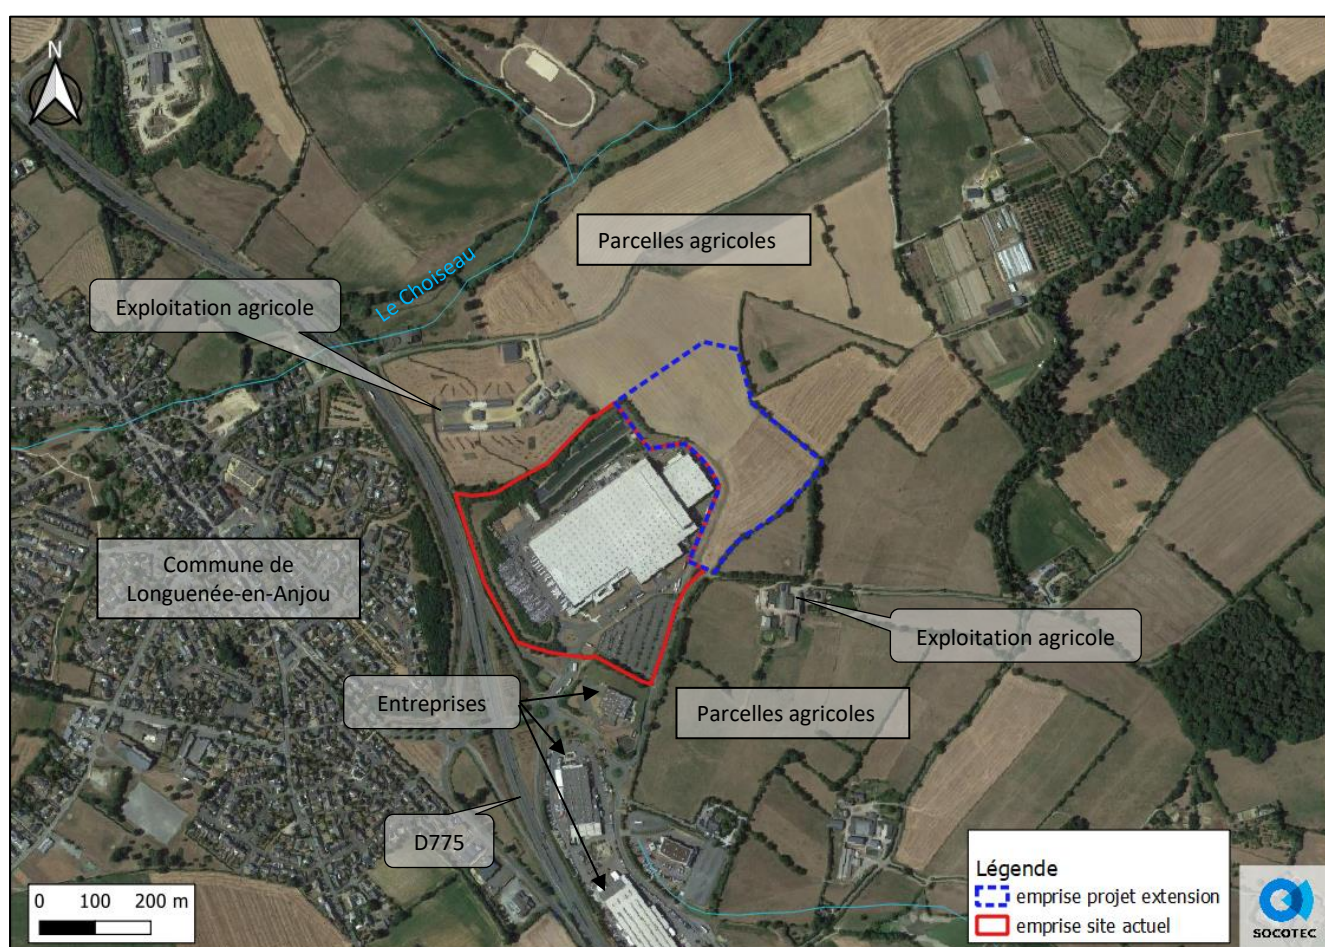 N
Parcelles agricoles
Le Choiseau
Exploitation agricole
Commune de
Longuenée-en-Anjou
Exploitation agricole
Entreprises
Parcelles agricoles
D775
0 100 200 m
Légende
emprise projet extension
emprise site actuel
SOCOTEC